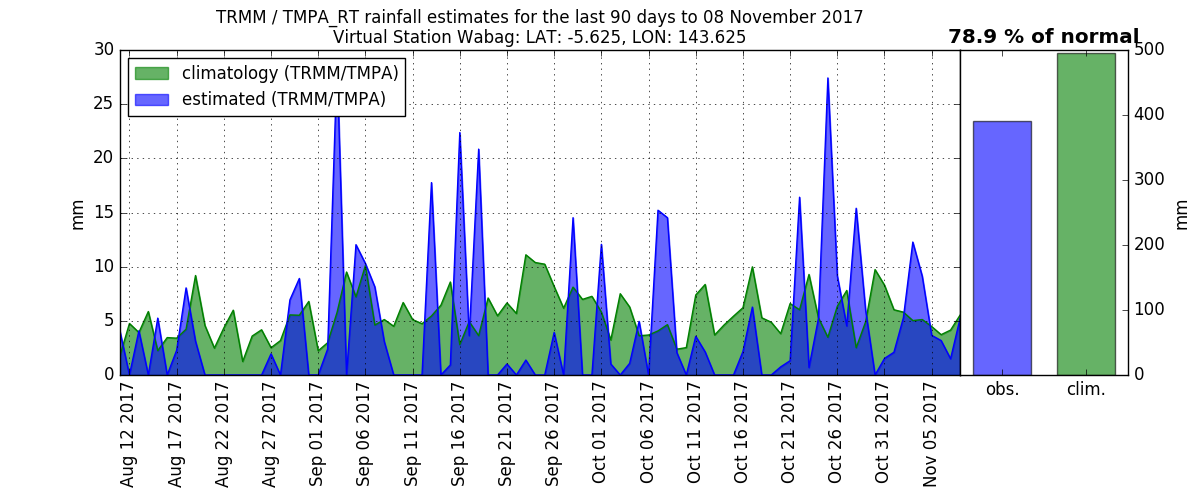 TRMM / TMPA_RT rainfall estimates for the last 90 days to 08 November 2017
Virtual Station Wabag: LAT: -5.625, LON: 143.625
78.9 % of normal
climatology (TRMM/TMPA)
estimated (TRMM/TMPA)
30
25
20
15
10
5
0
mm
Aug 12 2017
Aug 17 2017
Aug 22 2017
Aug 27 2017
Sep 01 2017
Sep 06 2017
Sep 11 2017
Sep 16 2017
Sep 21 2017
Sep 26 2017
Oct 01 2017
Oct 06 2017
Oct 11 2017
Oct 16 2017
Oct 21 2017
Oct 26 2017
Oct 31 2017
Nov 05 2017
obs.
clim.
500
400
300
200
100
0
mm